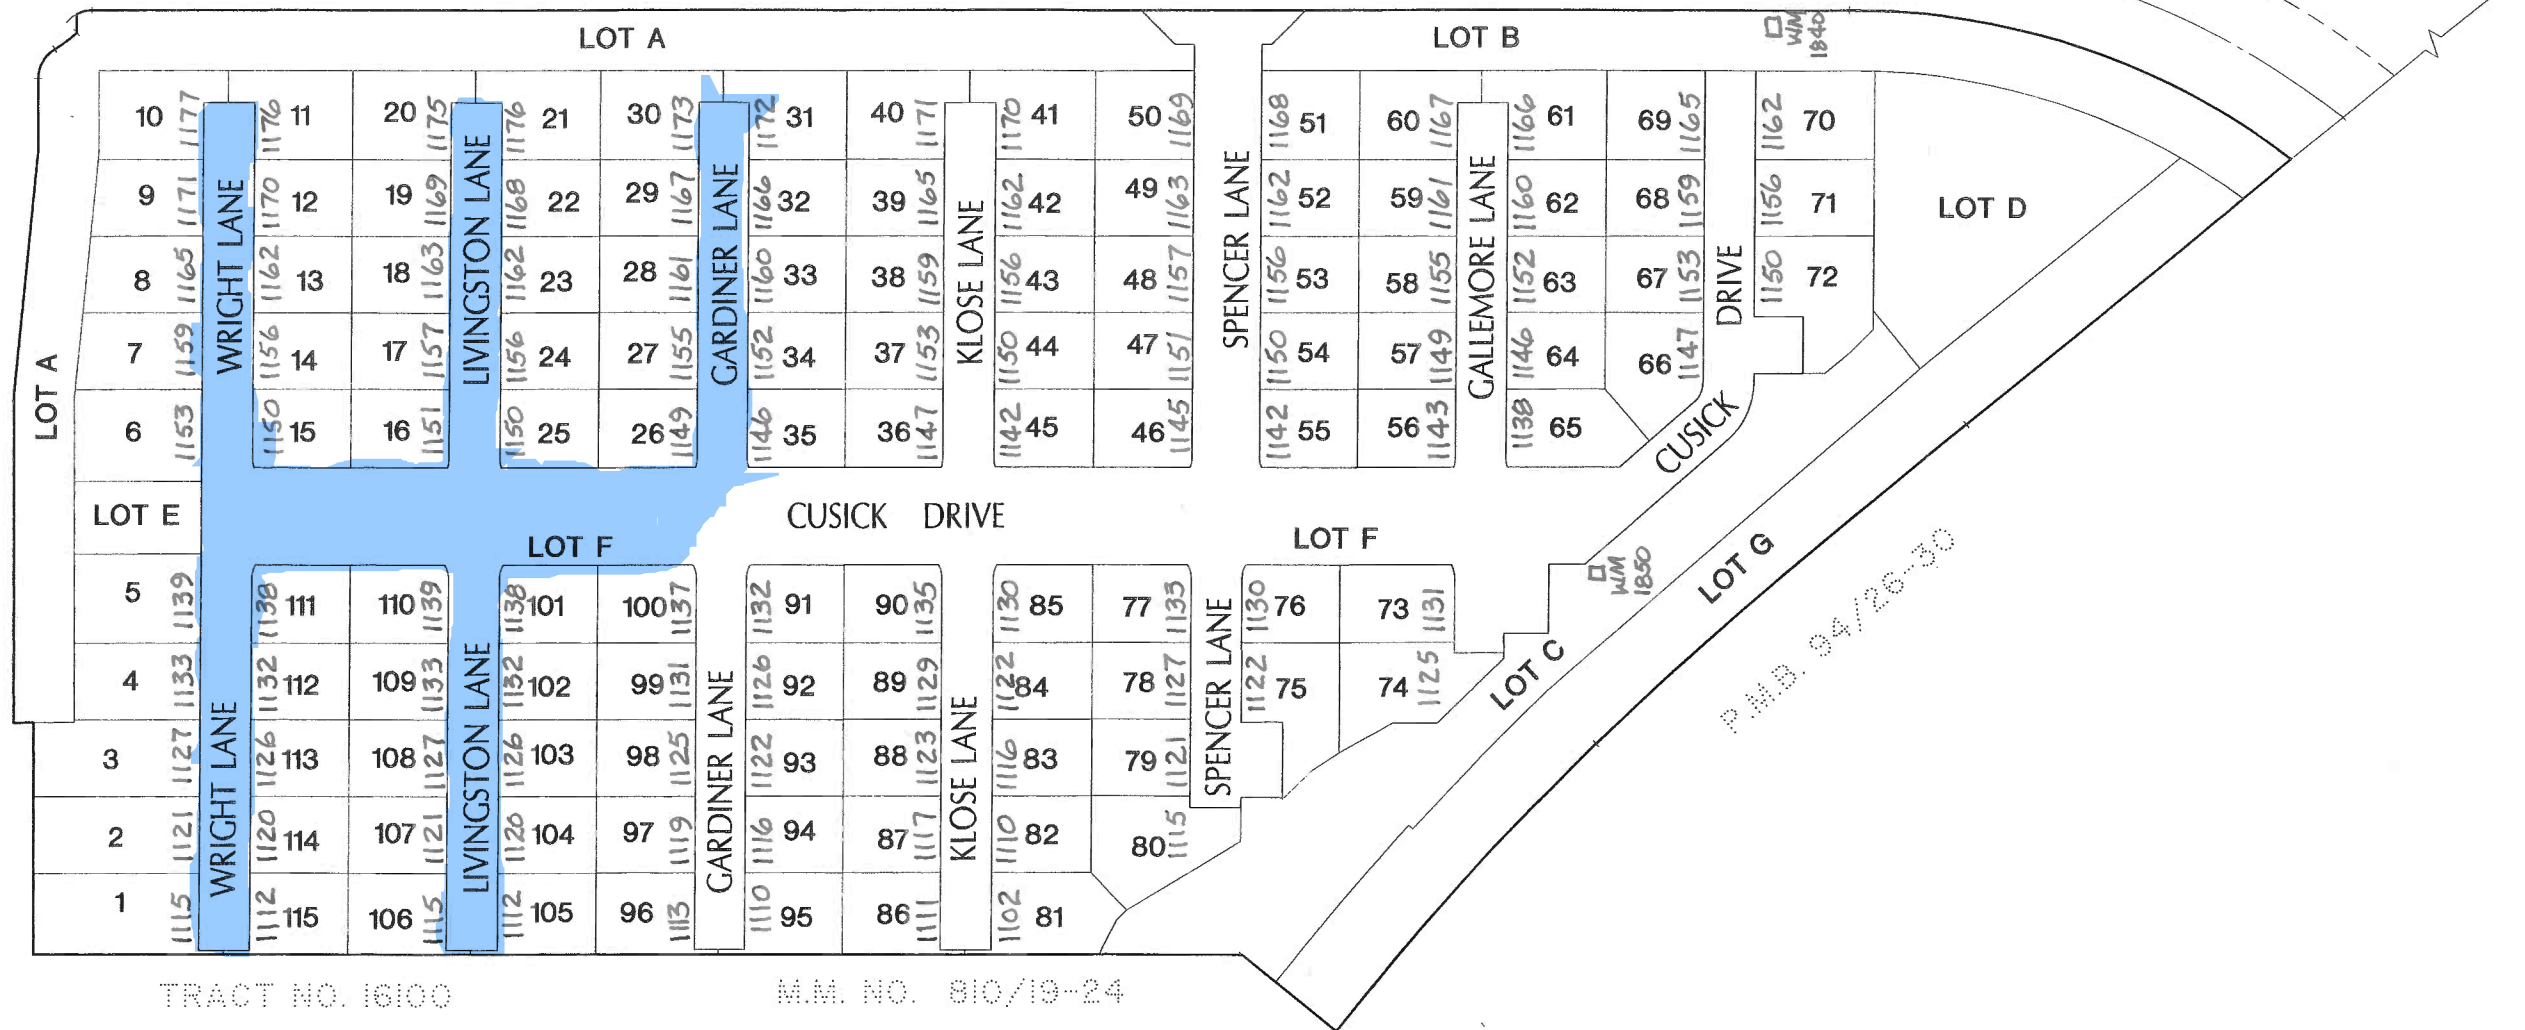 LOT A
LOT B
WM
1840
10 1177 1176 11 20 1175 1176 21 30 1173 1172 31 40 1171 1170 41 50 1169 1168 51 60 1167 1166 61 69 1165 1162 70
9 1171 1170 12 19 1169 1168 22 29 1167 1166 32 39 1165 1162 42 49 1163 1162 52 59 1161 1160 62 68 1159 1156 71
LOT D
8 1165 1162 13 18 1163 1162 23 28 1161 1160 33 38 1159 1156 43 48 1157 1156 53 58 1155 1152 63 67 1153 1150 72
7 1159 1156 14 17 1157 1156 24 27 1155 1152 34 37 1153 1150 44 47 1151 1150 54 57 1149 1146 64 66 1147
6 1153 1150 15 16 1151 1150 25 26 1149 1146 35 36 1147 1142 45 46 1145 1142 55 56 1143 1138 65
WRIGHT LANE
LIVINGSTON LANE
GARDINER LANE
KLOSE LANE
SPENCER LANE
GALLEMORE LANE
CUSICK DRIVE
LOT A
LOT E
CUSICK DRIVE
LOT F
LOT F
WM
1850
LOT G
P.M.B. 94/26-30
LOT C
5 1139 1138 111 110 1139 1138 101 100 1137 1132 91 90 1135 1130 85 77 1133 1130 76 73 1131
4 1133 1132 112 109 1133 1132 102 99 1131 1126 92 89 1129 1122 84 78 1127 1122 75 74 1125
3 1127 1126 113 108 1127 1126 103 98 1125 1122 93 88 1123 1116 83 79 1121
2 1121 1120 114 107 1121 1120 104 97 1119 1116 94 87 1117 1110 82 80 1115
1 1115 1112 115 106 1115 1112 105 96 1113 1110 95 86 1111 1102 81
WRIGHT LANE
LIVINGSTON LANE
GARDINER LANE
KLOSE LANE
SPENCER LANE
TRACT NO. 16100
M.M. NO. 810/19-24